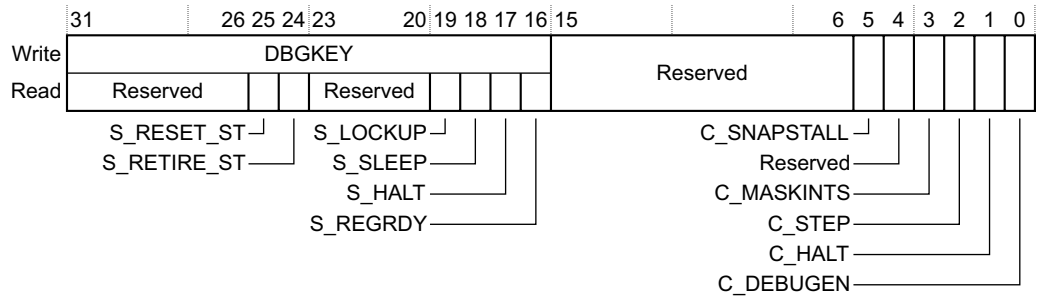 31 26 25 24 23 20 19 18 17 16 15 6 5 4 3 2 1 0
Write DBGKEY Reserved
Read Reserved Reserved
S_RESET_ST S_LOCKUP C_SNAPSTALL
S_RETIRE_ST S_SLEEP Reserved
S_HALT C_MASKINTS
S_REGRDY C_STEP
C_HALT
C_DEBUGEN